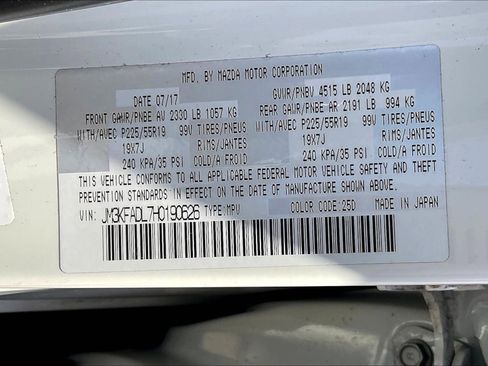 MFD. BY MAZDA MOTOR CORPORATION
DATE 07/17 GVWR/PNBV 4515 LB 2048 KG
FRONT GAWR/PNBE AV 2330 LB 1057 KG REAR GAWR/PNBE AR 2191 LB 994 KG
WITH/AVEC P225/55R19 99V TIRES/PNEUS WITH/AVEC P225/55R19 99V TIRES/PNEUS
19X7J RIMS/JANTES 19X7J RIMS/JANTES
240 KPA/35 PSI COLD/A FROID 240 KPA/35 PSI COLD/A FROID
THIS VEHICLE CONFORMS TO ALL APPLICABLE FEDERAL MOTOR VEHICLE SAFETY AND THEFT
PREVENTION STANDARDS IN EFFECT ON THE DATE OF MANUFACTURE SHOWN ABOVE.
VIN: JM3KFADL7H0190626 TYPE:MPV COLOR CODE:25D MADE IN JAPAN